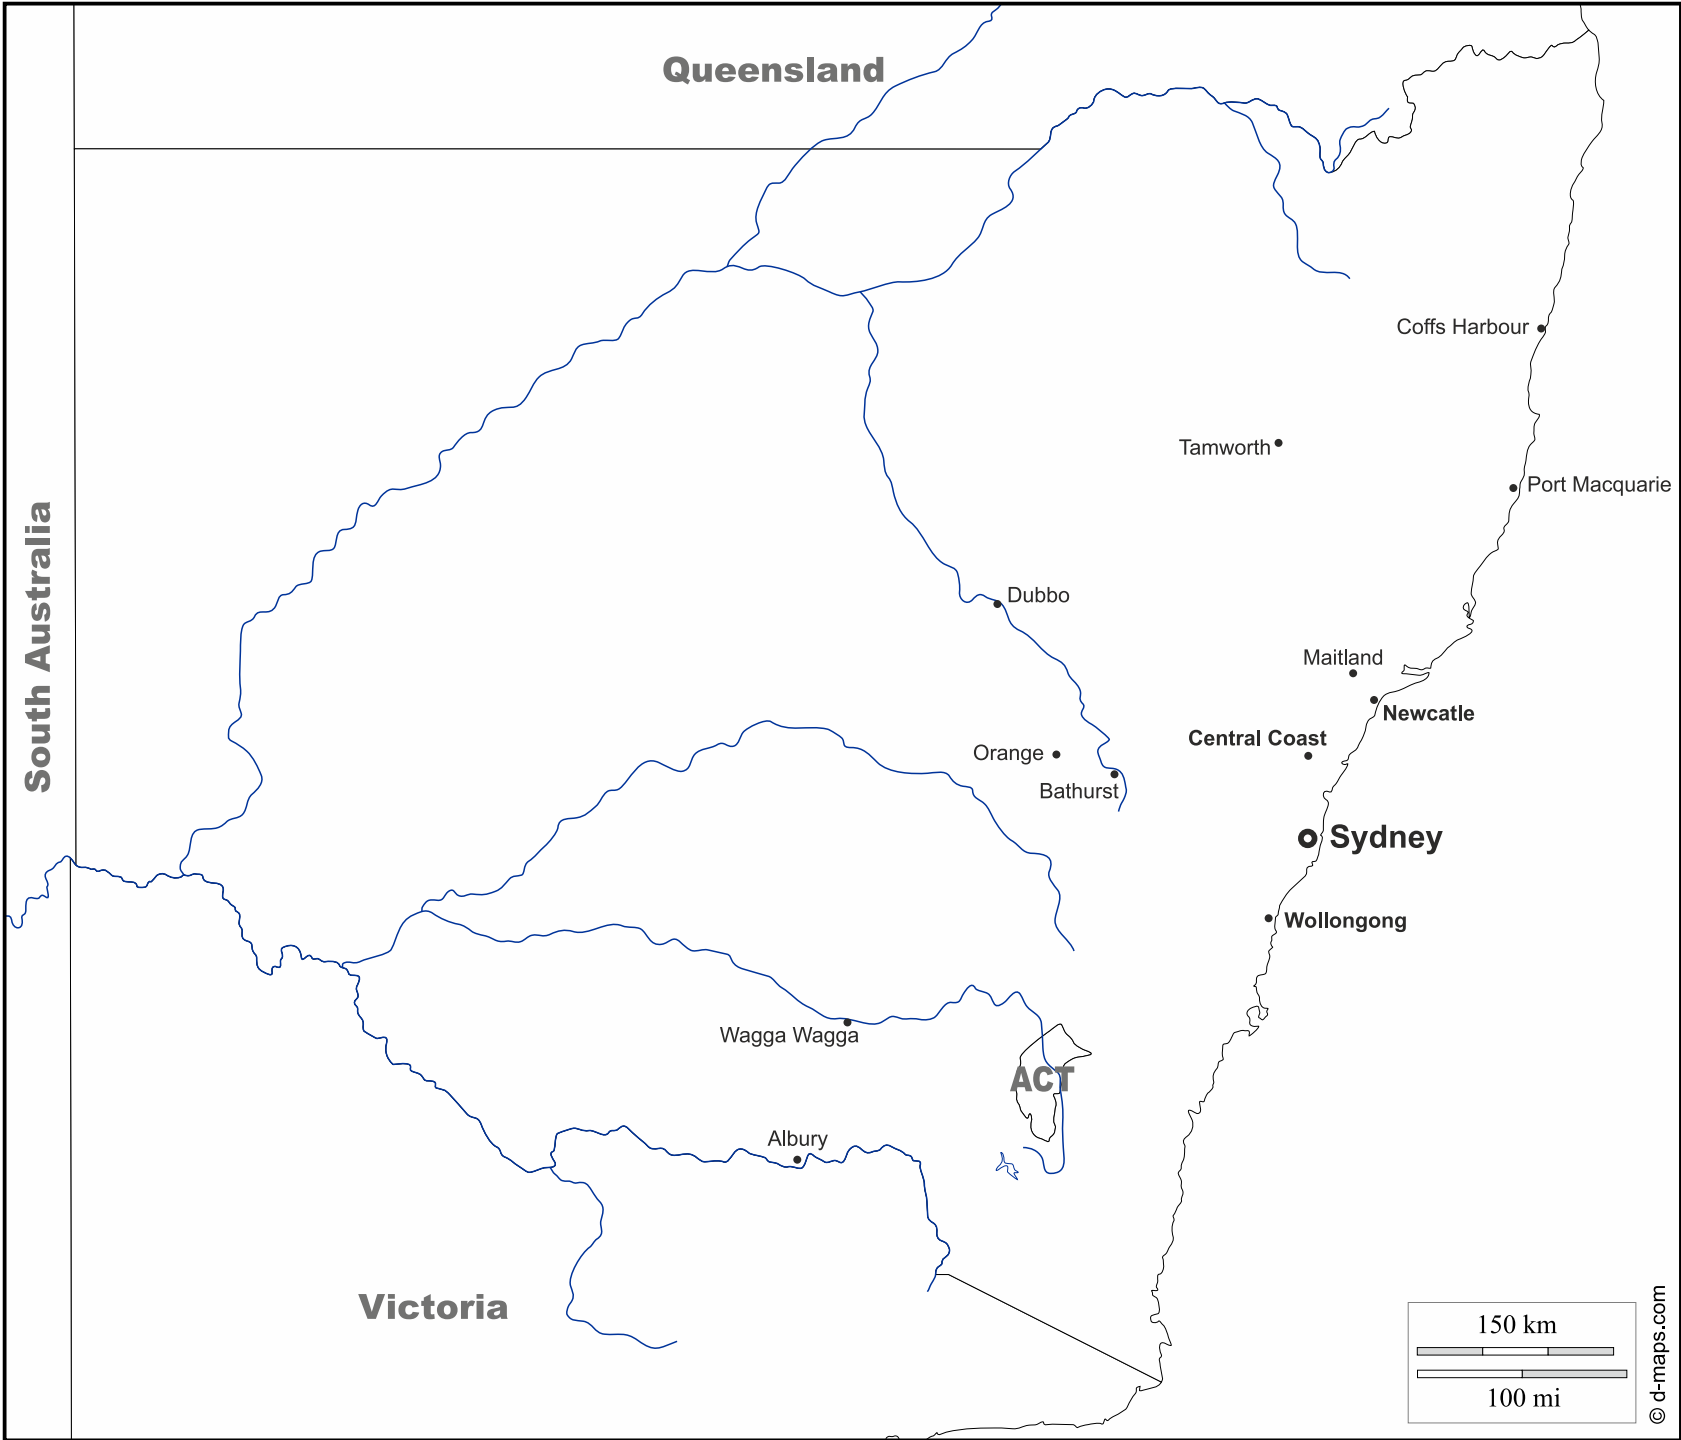 Queensland
Coffs Harbour
Tamworth
Port Macquarie
South Australia
Dubbo
Maitland
Newcatle
Central Coast
Orange
Bathurst
Sydney
Wollongong
Wagga Wagga
ACT
Albury
Victoria
150 km
100 mi
© d-maps.com